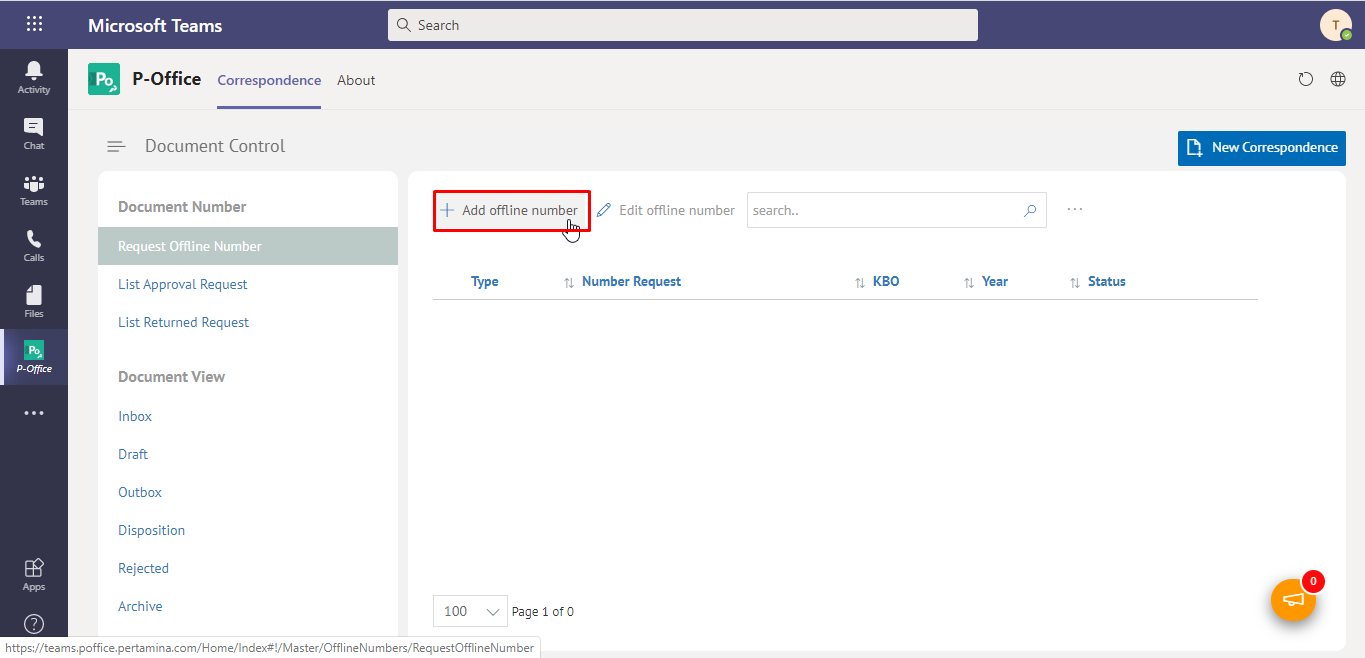 Microsoft Teams
Search
T
Activity
Chat
Teams
Calls
Files
Po
P-Office
Apps
Po
P-Office
Correspondence
About
Document Control
New Correspondence
Document Number
Request Offline Number
List Approval Request
List Returned Request
Document View
Inbox
Draft
Outbox
Disposition
Rejected
Archive
Add offline number
Edit offline number
search..
Type
Number Request
KBO
Year
Status
100
Page 1 of 0
0
https://teams.poffice.pertamina.com/Home/Index#!/Master/OfflineNumbers/RequestOfflineNumber